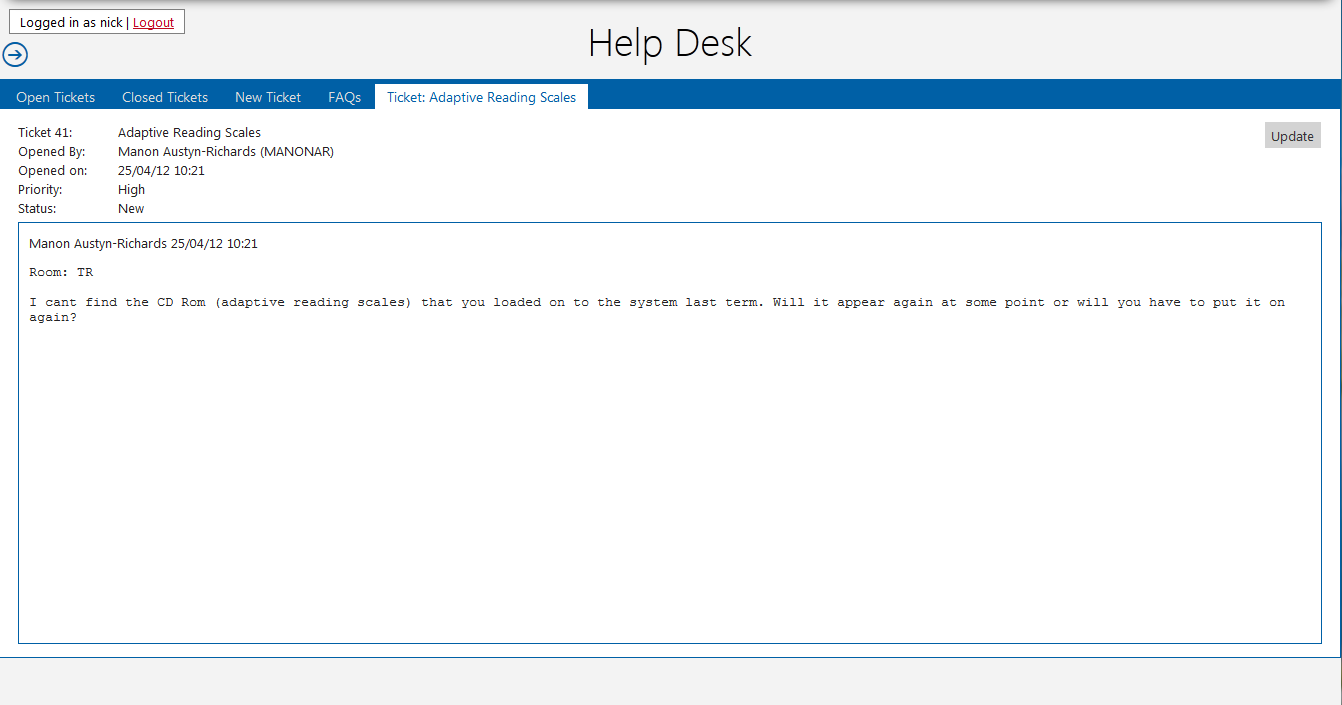 Logged in as nick | Logout
Help Desk
Open Tickets Closed Tickets New Ticket FAQs Ticket: Adaptive Reading Scales
Ticket 41: Adaptive Reading Scales
Update
Opened By: Manon Austyn-Richards (MANONAR)
Opened on: 25/04/12 10:21
Priority: High
Status: New
Manon Austyn-Richards 25/04/12 10:21
Room: TR
I cant find the CD Rom (adaptive reading scales) that you loaded on to the system last term. Will it appear again at some point or will you have to put it on
again?